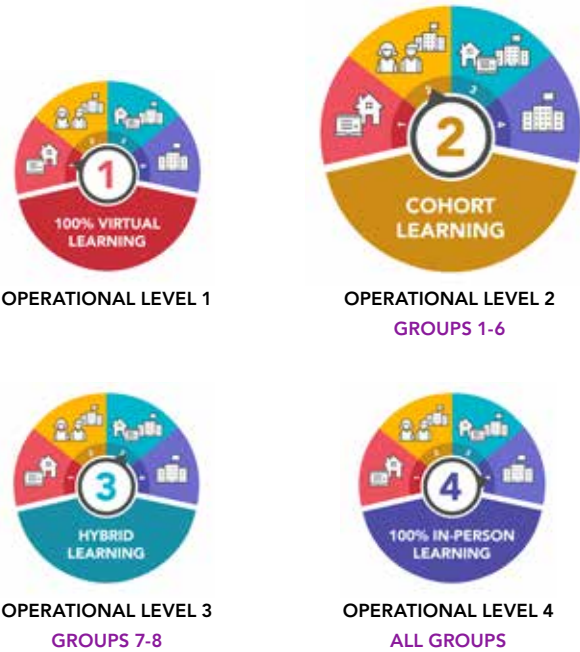 1
100% VIRTUAL
LEARNING
OPERATIONAL LEVEL 1
2
COHORT
LEARNING
OPERATIONAL LEVEL 2
GROUPS 1-6
3
HYBRID
LEARNING
OPERATIONAL LEVEL 3
GROUPS 7-8
4
100% IN-PERSON
LEARNING
OPERATIONAL LEVEL 4
ALL GROUPS